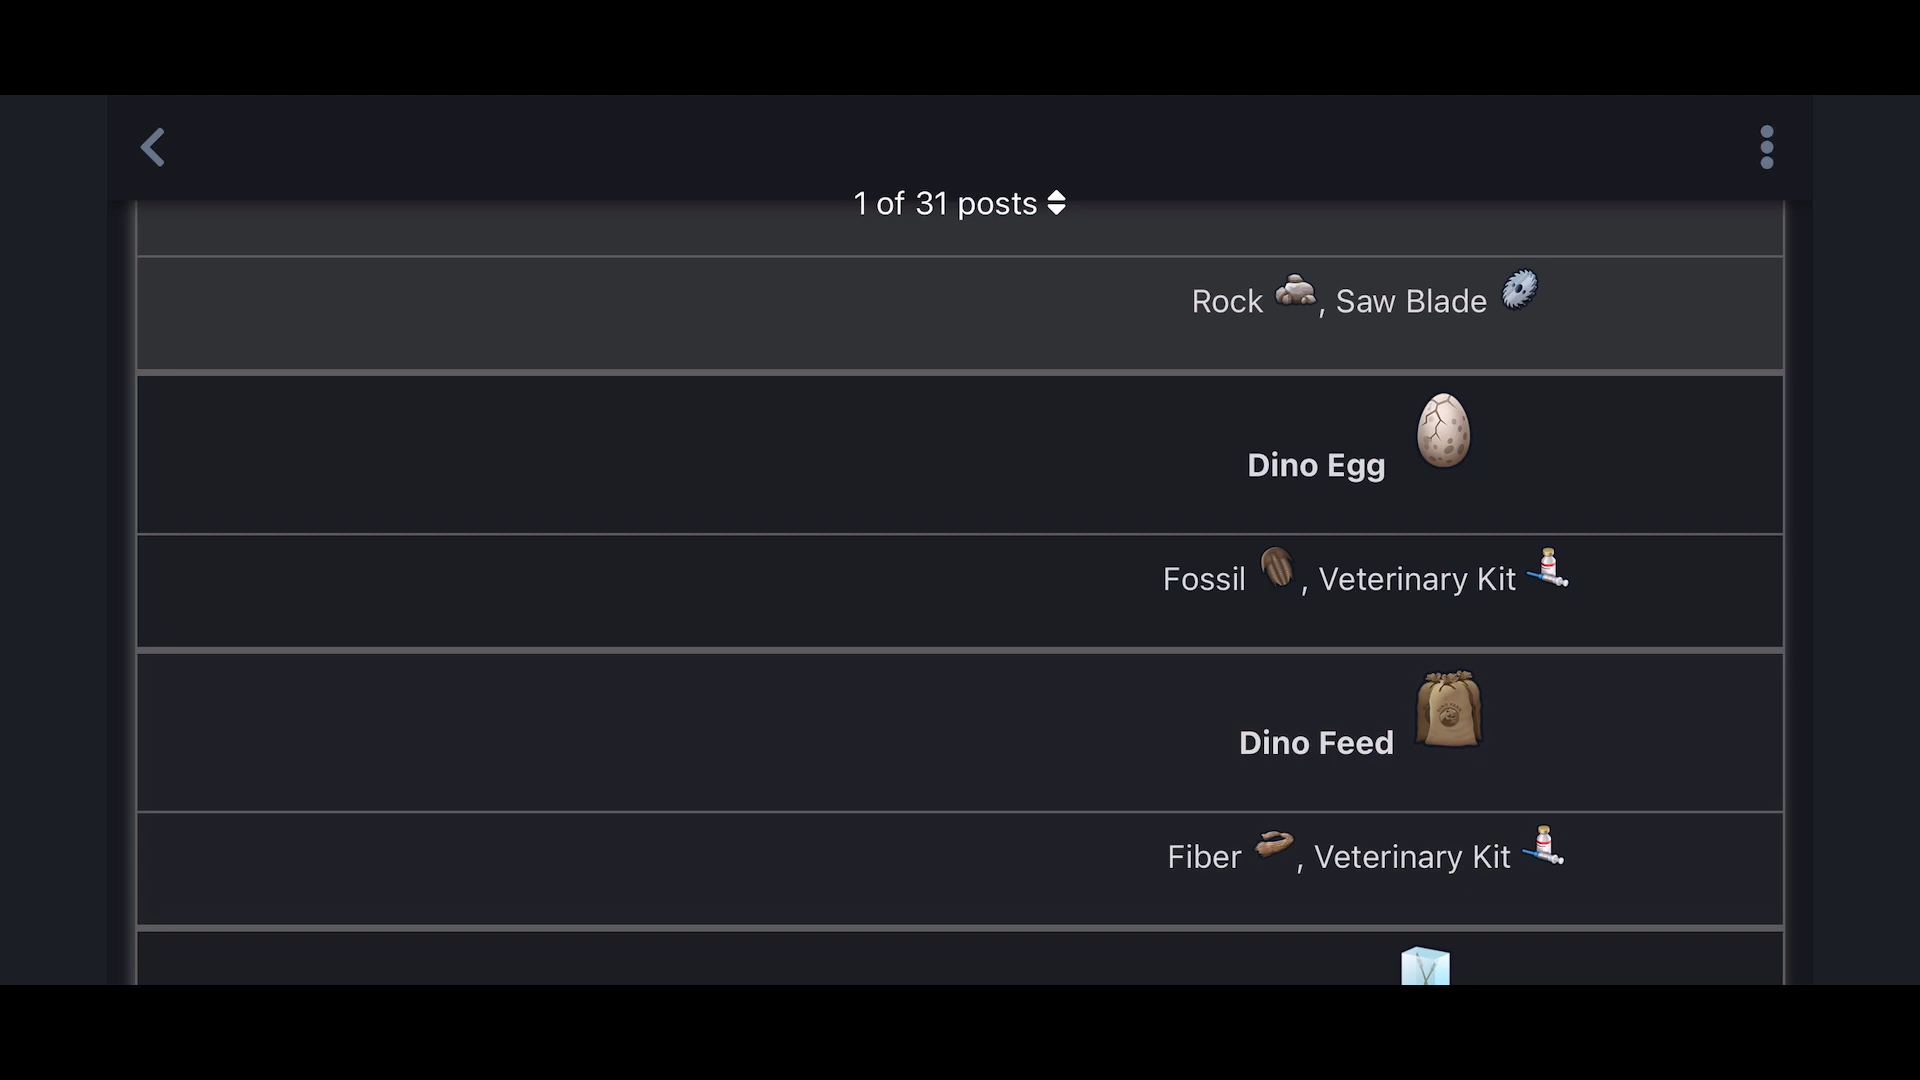 1 of 31 posts
Rock , Saw Blade
Dino Egg
Fossil , Veterinary Kit
Dino Feed
Fiber , Veterinary Kit